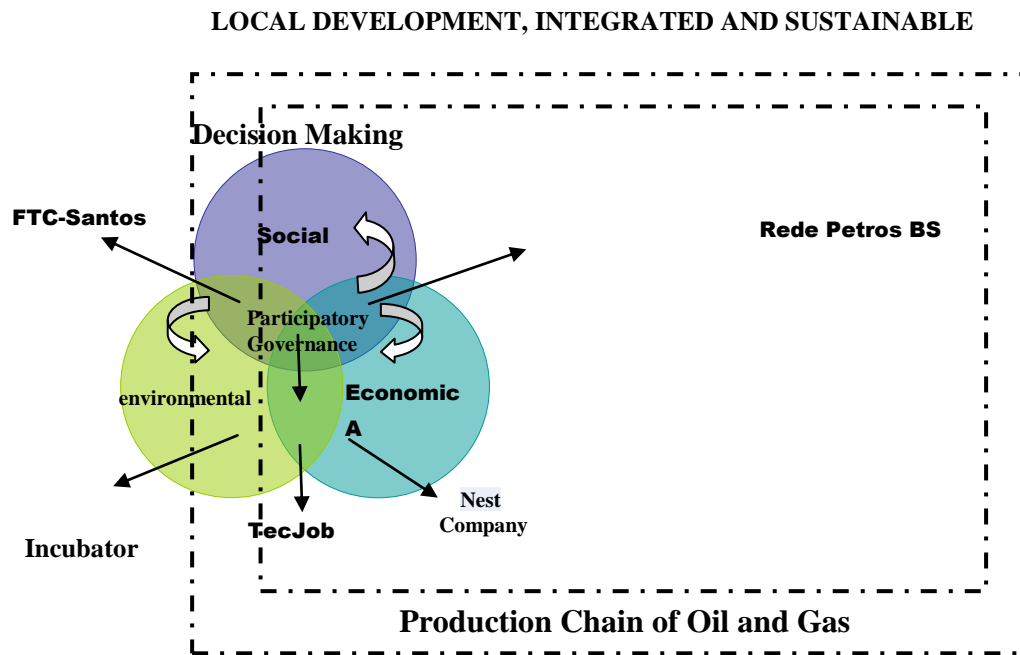 LOCAL DEVELOPMENT, INTEGRATED AND SUSTAINABLE
Decision Making
FTC-Santos
Social
Rede Petros BS
Participatory
Governance
environmental
Economic
A
Nest
Company
TecJob
Incubator
Production Chain of Oil and Gas